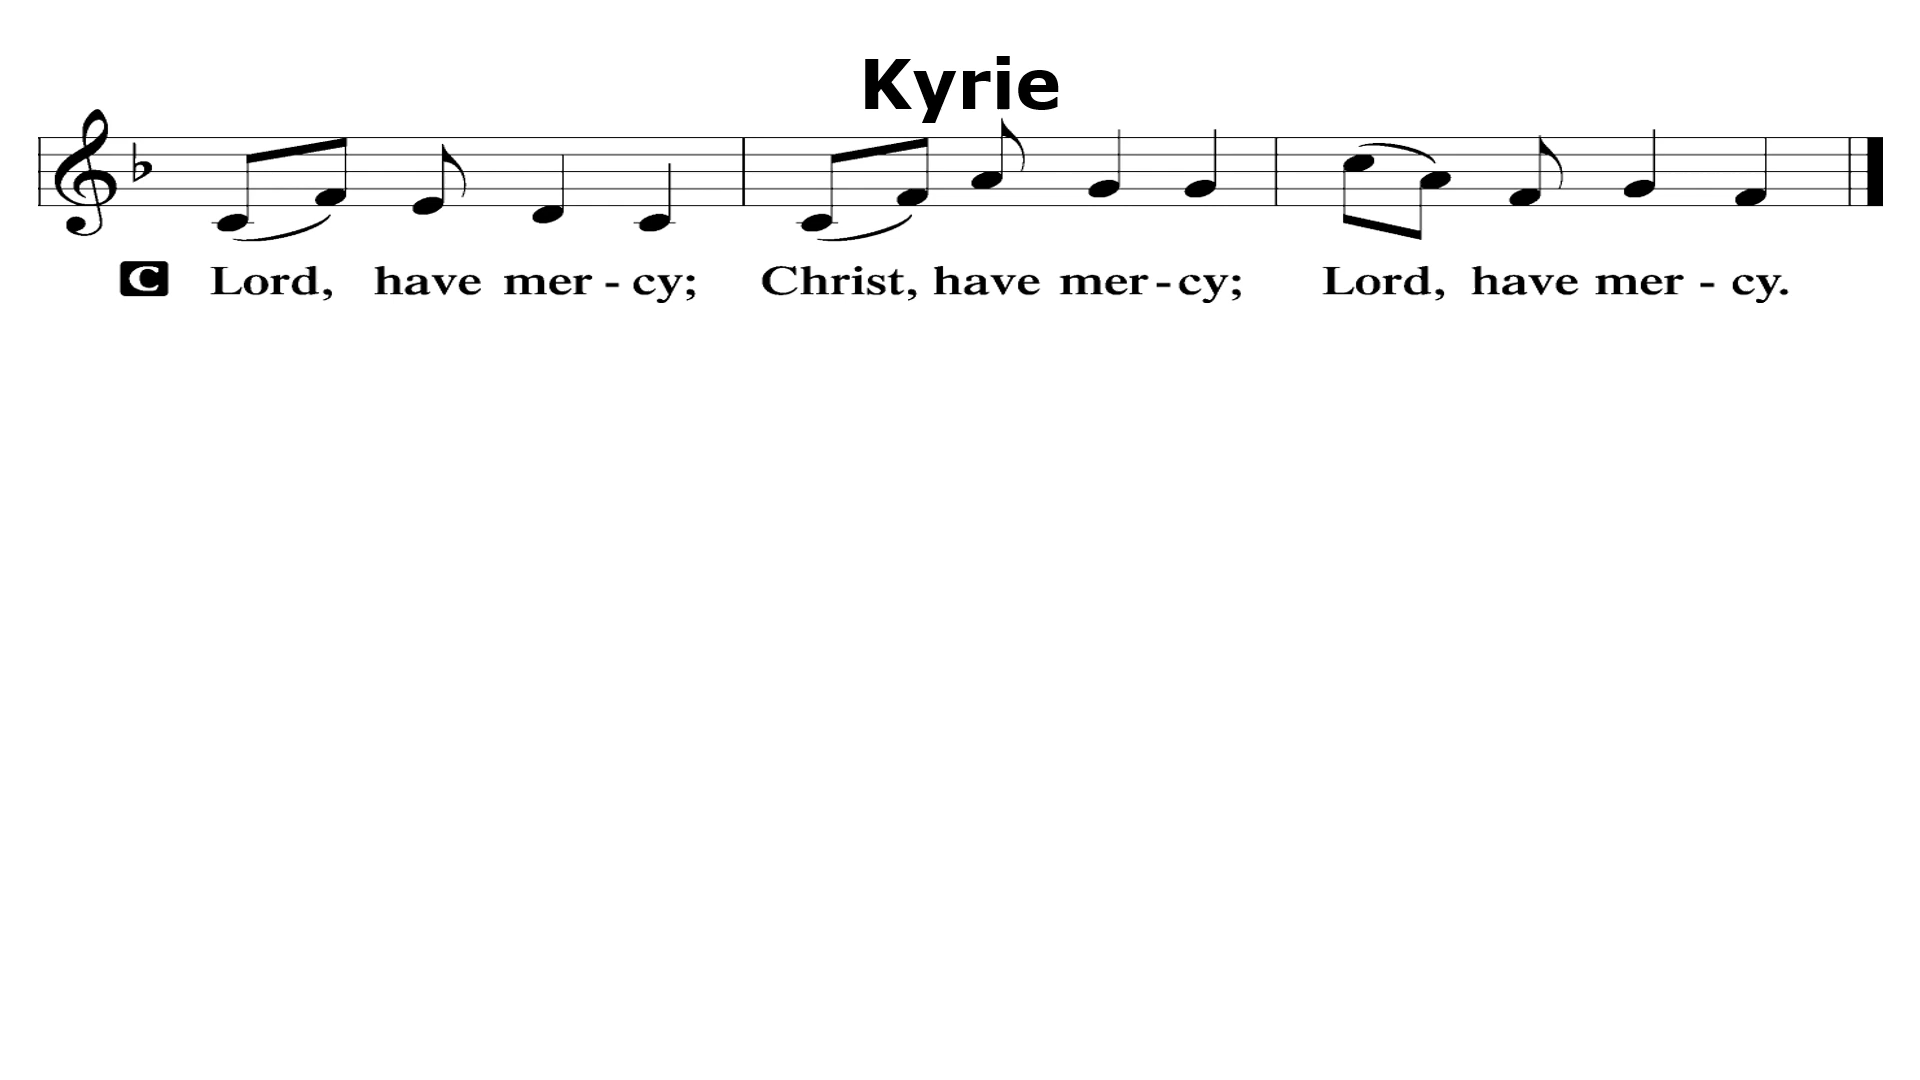 Kyrie
C Lord, have mer - cy; Christ, have mer - cy; Lord, have mer - cy.